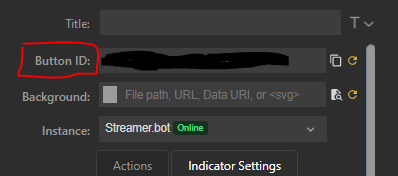 Title: T
Button ID:
Background: File path, URL, Data URI, or <svg>
Instance: Streamer.bot Online
Actions Indicator Settings